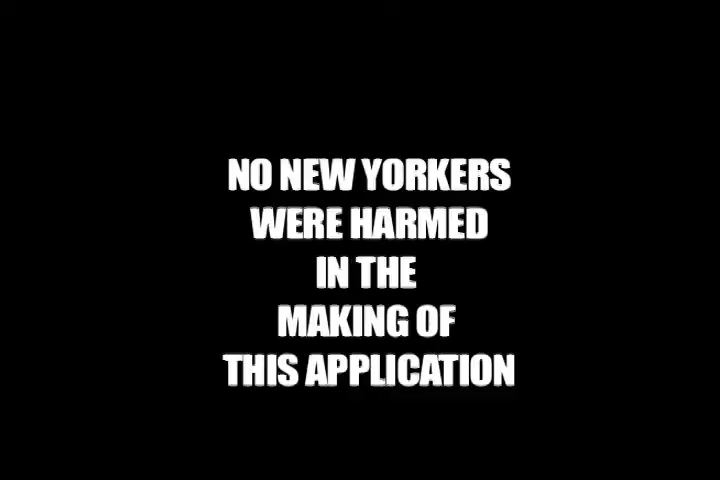 NO NEW YORKERS
WERE HARMED
IN THE
MAKING OF
THIS APPLICATION